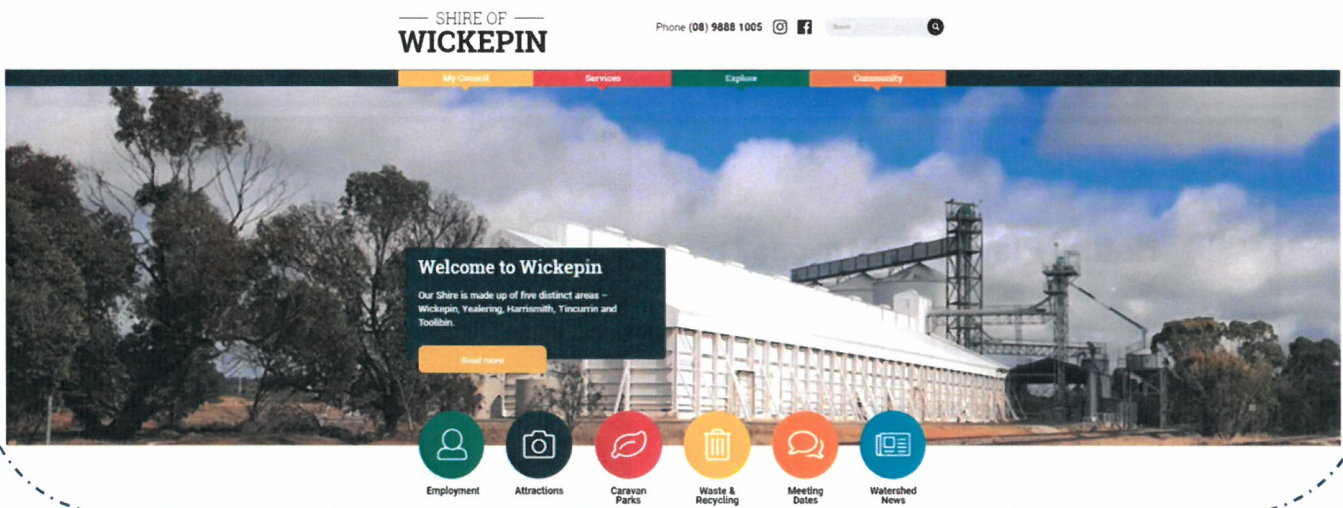 SHIRE OF
WICKEPIN
Phone (08) 9888 1005
Search
My Council
Services
Explore
Community
Welcome to Wickepin
Our Shire is made up of five distinct areas –
Wickepin, Yealering, Harrismith, Tincurrin and
Toolibin.
Read more
Employment
Attractions
Caravan
Parks
Waste &
Recycling
Meeting
Dates
Watershed
News